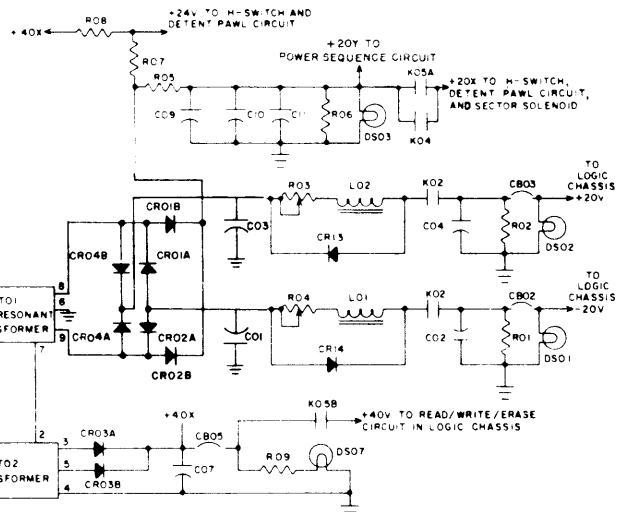 R08
+24V TO H-SWITCH AND
DETENT PAWL CIRCUIT
+40X
R07
+20Y TO
POWER SEQUENCE CIRCUIT
R05
K05A
+20X TO H-SWITCH,
DETENT PAWL CIRCUIT,
AND SECTOR SOLENOID
C09
C10
C11
R06
DS03
K04
TO
LOGIC
CHASSIS
+20V
CR01B
R03
L02
K02
CB03
C03
C04
R02
DS02
CR04B
CR01A
CR13
8
T01
RESONANT
SFORMER
6
9
7
TO
LOGIC
CHASSIS
-20V
R04
L01
K02
CB02
CR04A
CR02A
C01
C02
R01
DS01
CR02B
CR14
K05B
+40X
+40V TO READ/WRITE/ERASE
CIRCUIT IN LOGIC CHASSIS
2
CR03A
CB05
DS07
3
T02
SFORMER
5
4
CR03B
C07
R09